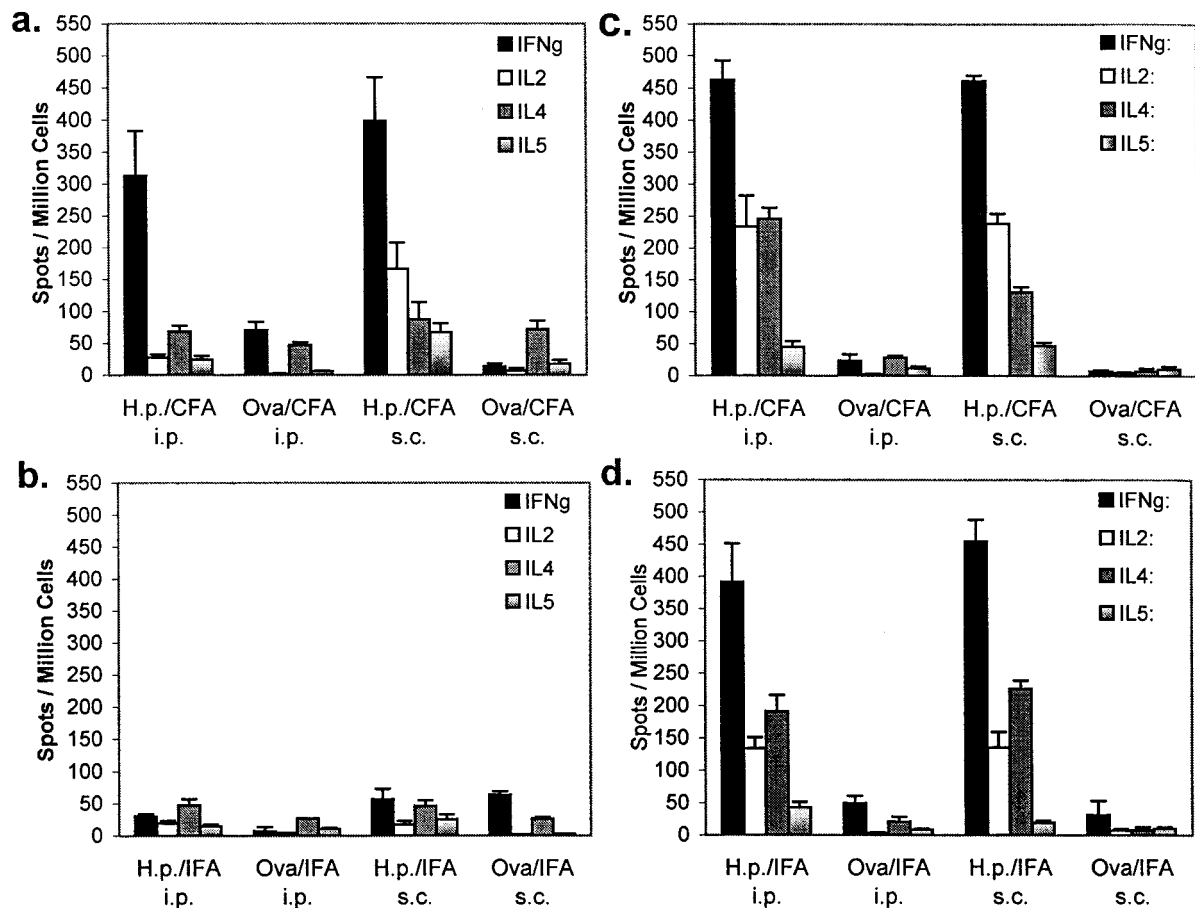 a.
Spots / Million Cells
550
500
450
400
350
300
250
200
150
100
50
0
IFNg
IL2
IL4
IL5
H.p./CFA Ova/CFA H.p./CFA Ova/CFA
i.p. i.p. s.c. s.c.
c.
Spots / Million Cells
550
500
450
400
350
300
250
200
150
100
50
0
IFNg:
IL2:
IL4:
IL5:
H.p./CFA Ova/CFA H.p./CFA Ova/CFA
i.p. i.p. s.c. s.c.
b.
Spots / Million Cells
550
500
450
400
350
300
250
200
150
100
50
0
IFNg
IL2
IL4
IL5
H.p./IFA Ova/IFA H.p./IFA Ova/IFA
i.p. i.p. s.c. s.c.
d.
Spots / Million Cells
550
500
450
400
350
300
250
200
150
100
50
0
IFNg:
IL2:
IL4:
IL5:
H.p./IFA Ova/IFA H.p./IFA Ova/IFA
i.p. i.p. s.c. s.c.